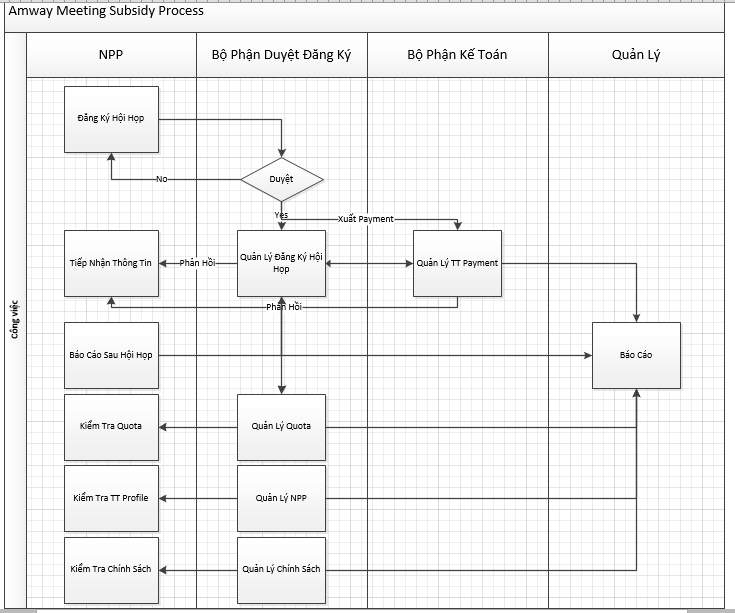 Amway Meeting Subsidy Process
NPP
Bộ Phận Duyệt Đăng Ký
Bộ Phận Kế Toán
Quản Lý
Công việc
Đăng Ký Hội Họp
Duyệt
No
Yes
Xuất Payment
Tiếp Nhận Thông Tin
Phản Hồi
Quản Lý Đăng Ký Hội
Họp
Quản Lý TT Payment
Phản Hồi
Báo Cáo Sau Hội Họp
Báo Cáo
Kiểm Tra Quota
Quản Lý Quota
Kiểm Tra TT Profile
Quản Lý NPP
Kiểm Tra Chính Sách
Quản Lý Chính Sách